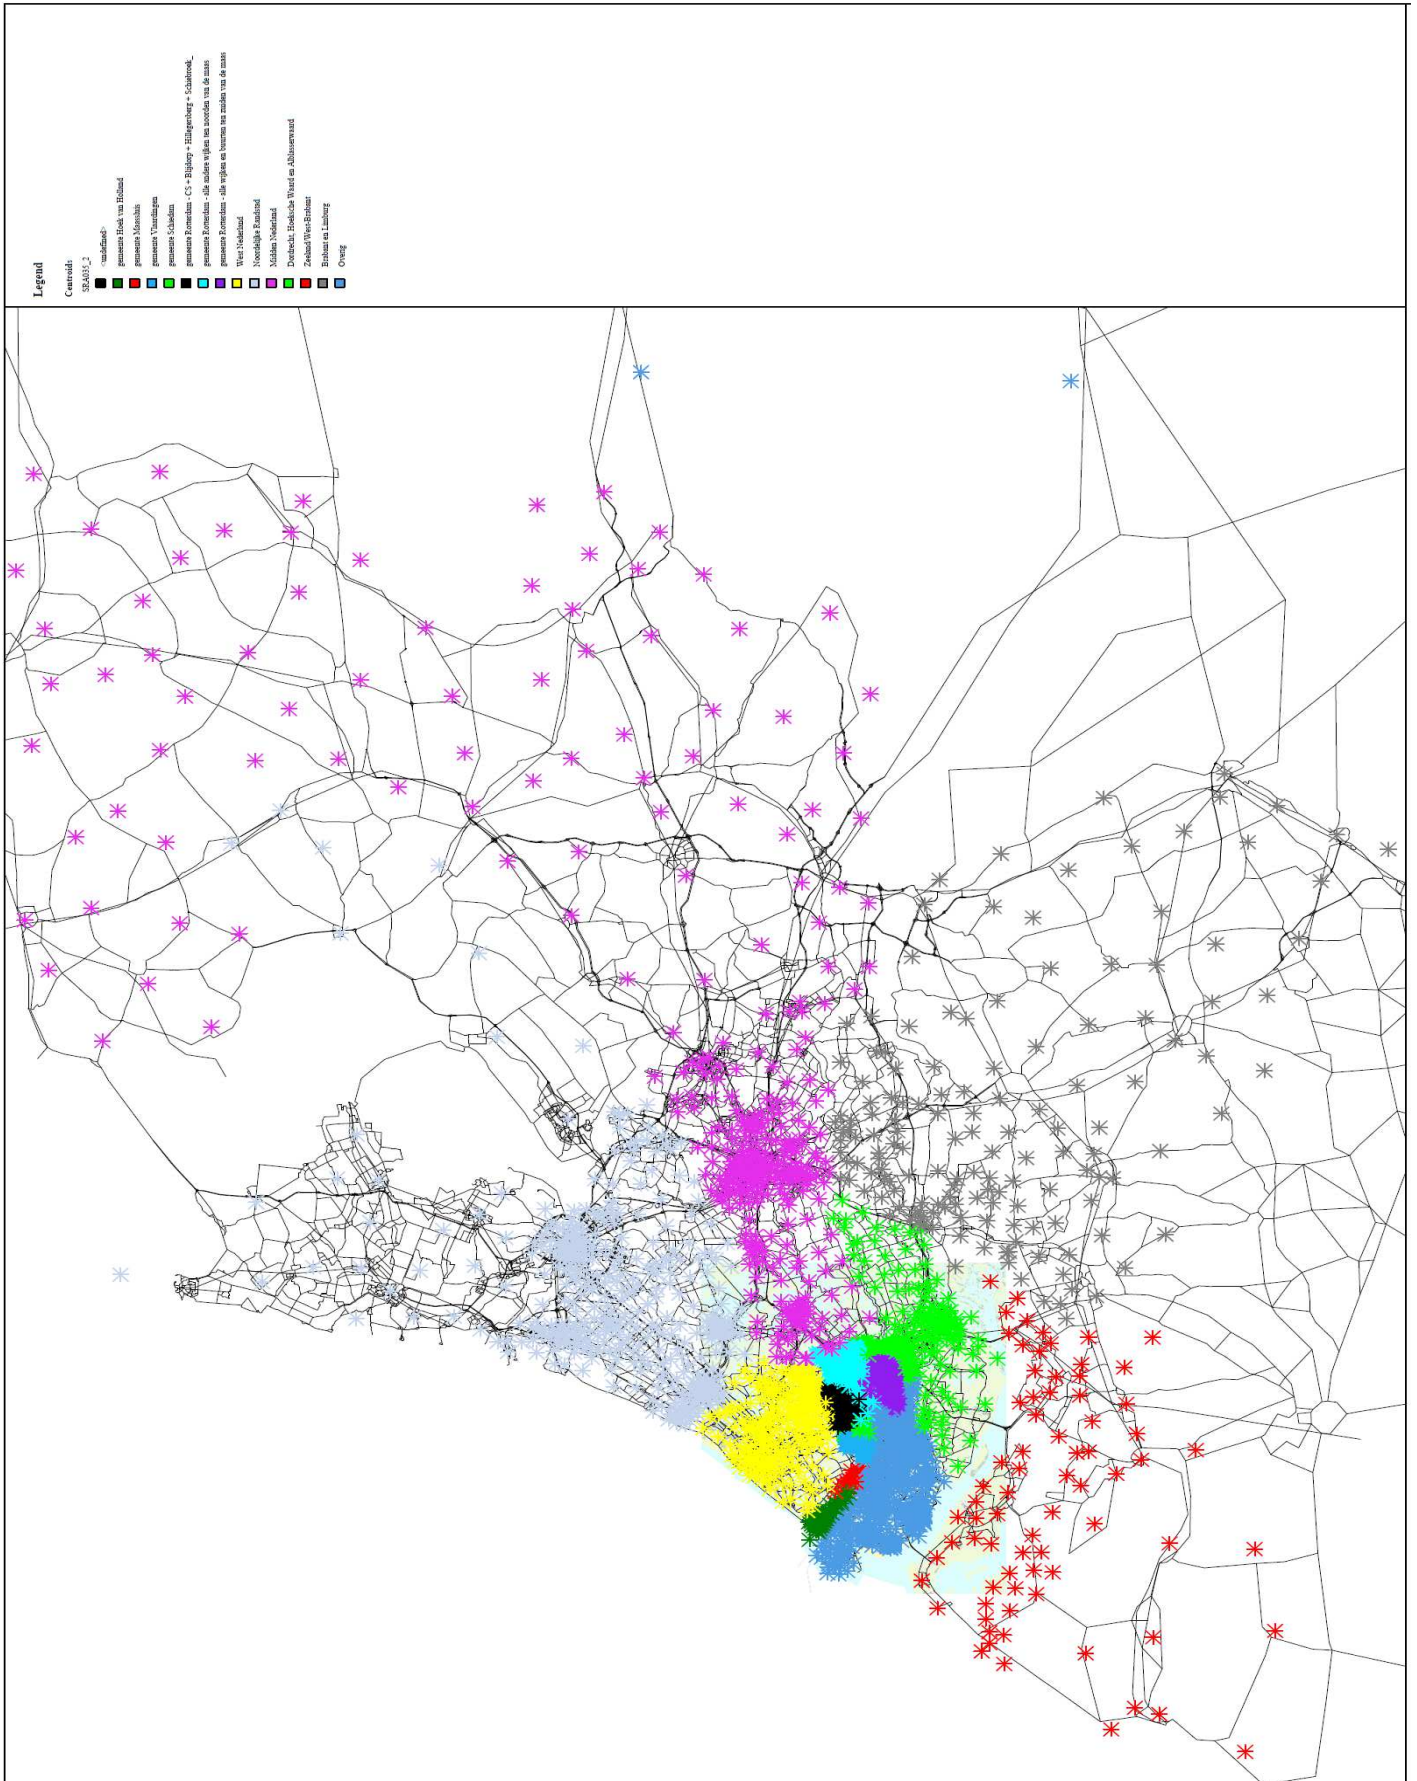 Legend
Centroids
SRA035_2
<undefined>
gemeente Hoek van Holland
gemeente Maassluis
gemeente Vlaardingen
gemeente Schiedam
gemeente Rotterdam - CS + Blijdorp + Hillegersberg + Schiebroek_
gemeente Rotterdam - alle andere wijken ten noorden van de maas
gemeente Rotterdam - alle wijken en buurten ten zuiden van de maas
West Nederland
Noordelijke Randstad
Midden Nederland
Dordrecht, Hoeksche Waard en Alblasserwaard
Zeeland/West-Brabant
Brabant en Limburg
Overig